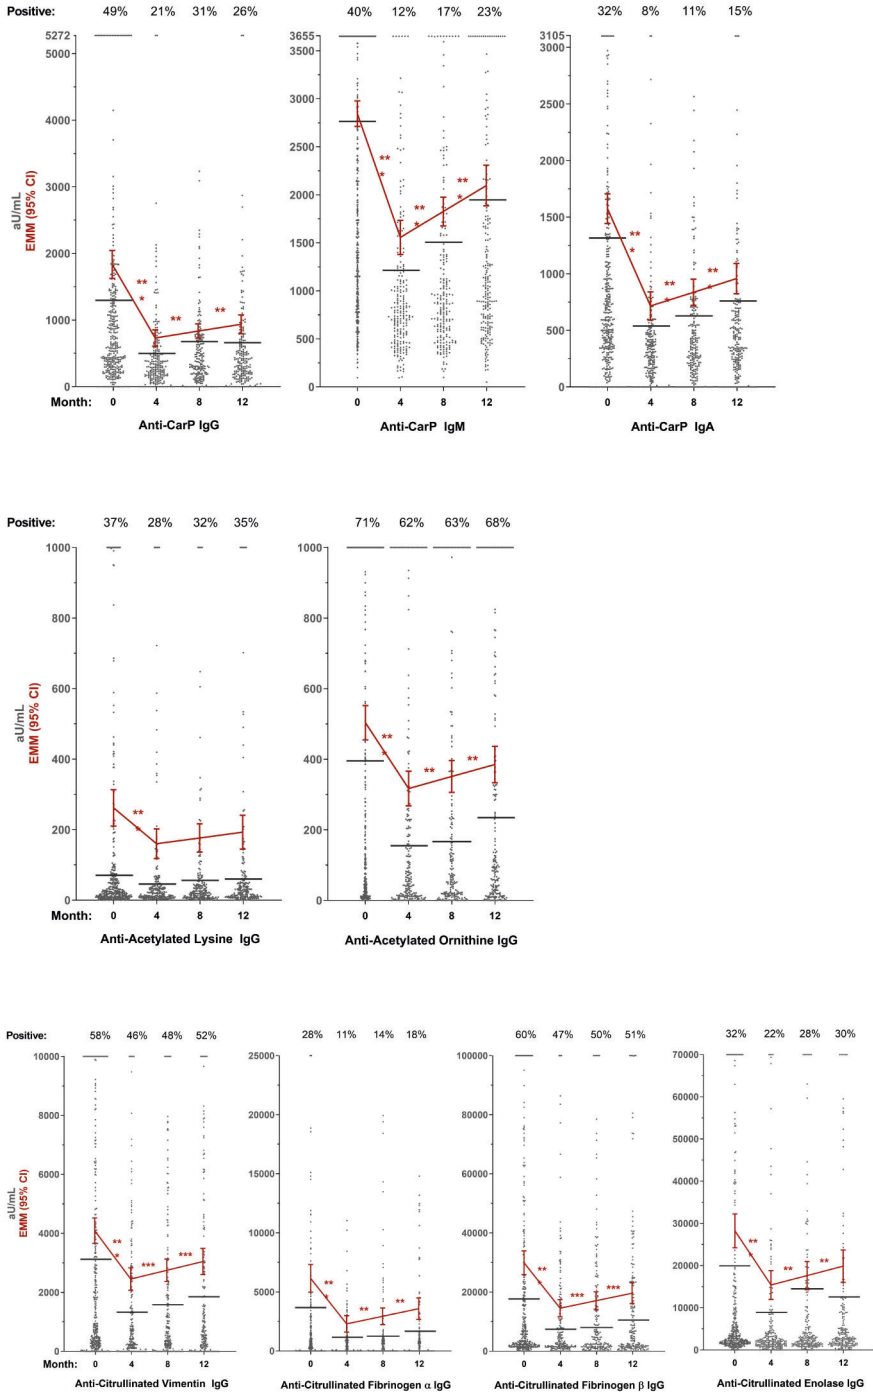 Positive: 49% 21% 31% 26% 40% 12% 17% 23% 32% 8% 11% 15%
5272 3655 3105
5000 3000
4000 3000 2500
2500
3000 2000
2000
aU/mL
EMM (95% CI)
** * ** ** ** * ** * ** * ** * ** * ** *
1500 1500
2000
1000 1000
1000
500 500
0 0 0
Month: 0 4 8 12 0 4 8 12 0 4 8 12
Anti-CarP IgG Anti-CarP IgM Anti-CarP IgA
Positive: 37% 28% 32% 35% 71% 62% 63% 68%
1000 1000
800 800
600 600
aU/mL
EMM (95% CI)
** * ** * ** **
400 400
200 200
0 0
Month: 0 4 8 12 0 4 8 12
Anti-Acetylated Lysine IgG Anti-Acetylated Ornithine IgG
Positive: 58% 46% 48% 52% 28% 11% 14% 18% 60% 47% 50% 51% 32% 22% 28% 30%
10000 25000 100000 70000
60000
8000 20000 80000
50000
6000 15000 60000 40000
aU/mL
EMM (95% CI)
30000
4000 10000 40000
** * *** *** ** * ** ** ** * *** *** ** * ** **
20000
2000 5000 20000
10000
0 0 0 0
Month: 0 4 8 12 0 4 8 12 0 4 8 12 0 4 8 12
Anti-Citrullinated Vimentin IgG Anti-Citrullinated Fibrinogen α IgG Anti-Citrullinated Fibrinogen β IgG Anti-Citrullinated Enolase IgG